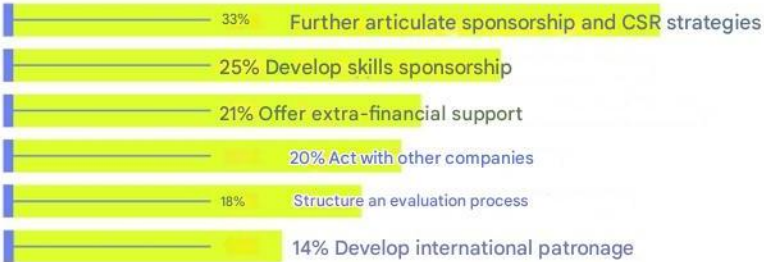 33% Further articulate sponsorship and CSR strategies
25% Develop skills sponsorship
21% Offer extra-financial support
20% Act with other companies
18% Structure an evaluation process
14% Develop international patronage